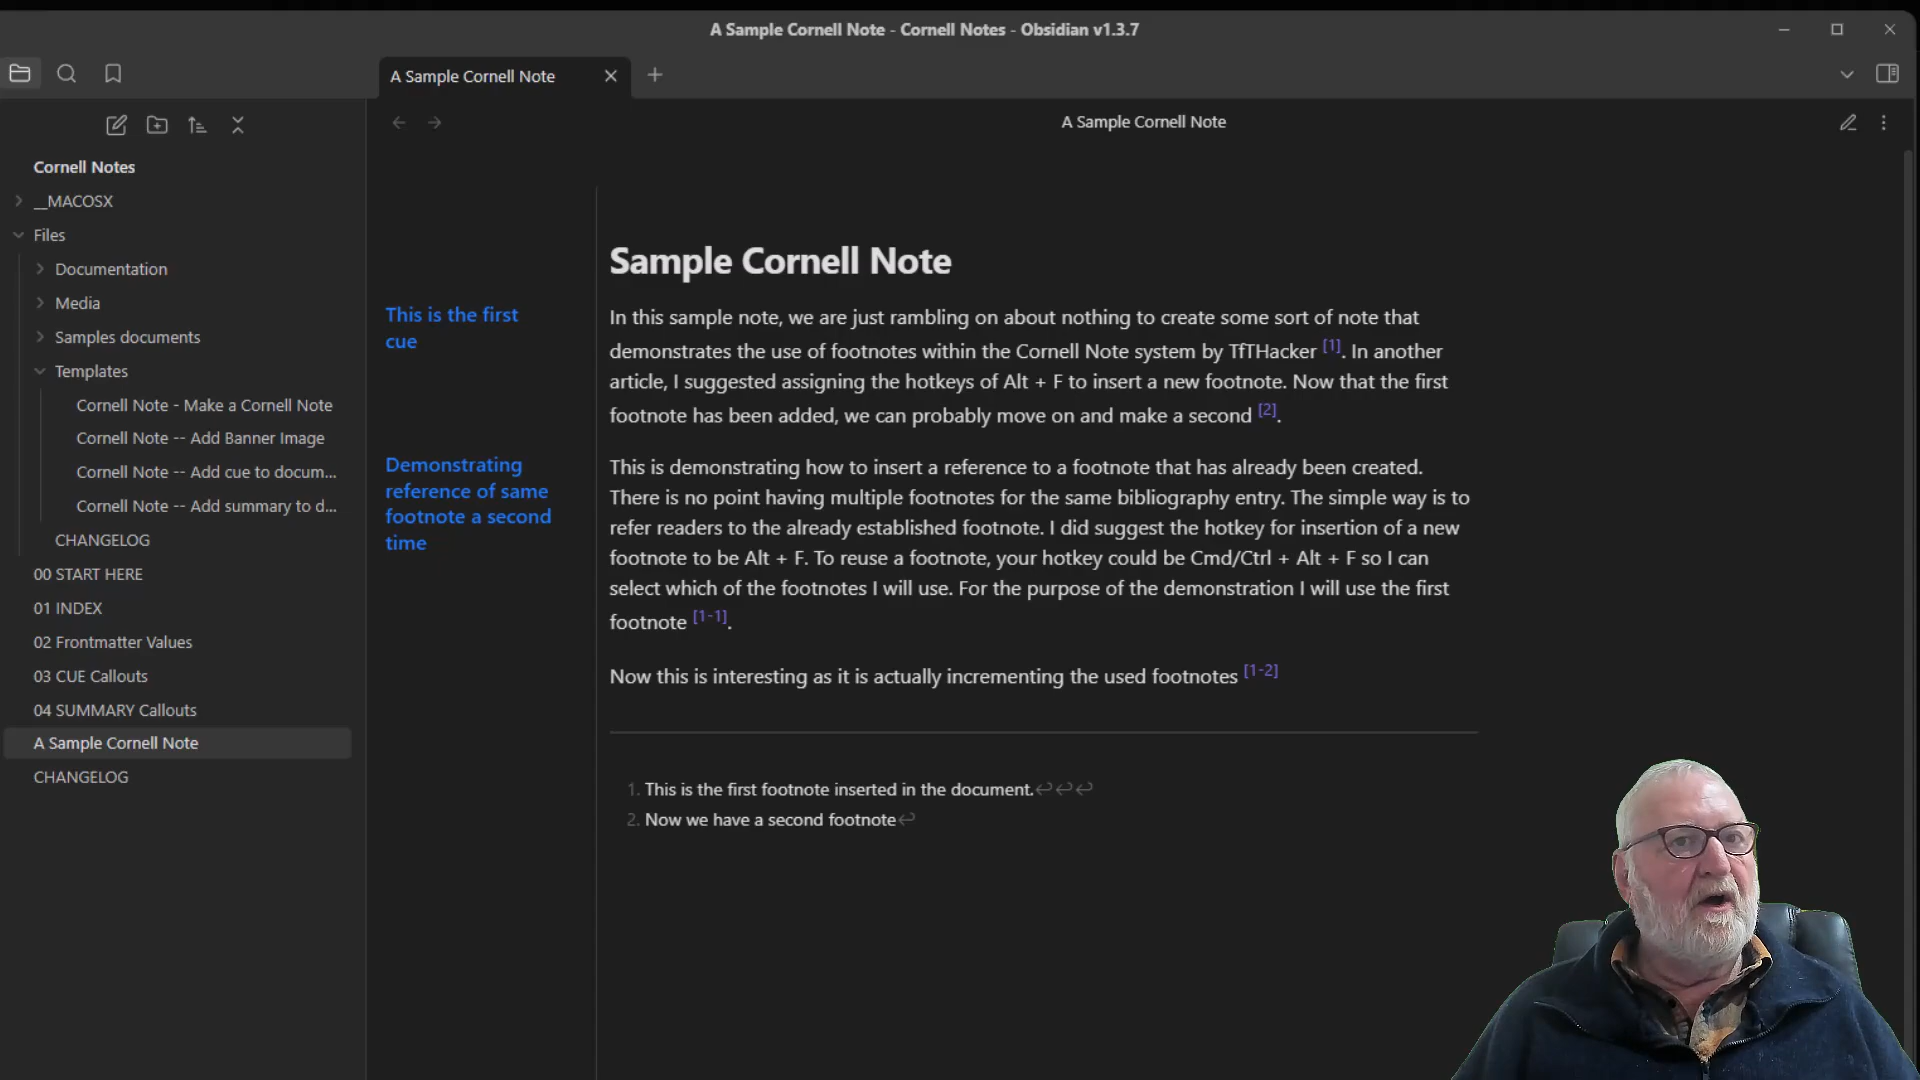 A Sample Cornell Note - Cornell Notes - Obsidian v1.3.7
A Sample Cornell Note
A Sample Cornell Note
Cornell Notes
__MACOSX
Files
Documentation
Media
Samples documents
Templates
Cornell Note - Make a Cornell Note
Cornell Note -- Add Banner Image
Cornell Note -- Add cue to docum...
Cornell Note -- Add summary to d...
CHANGELOG
00 START HERE
01 INDEX
02 Frontmatter Values
03 CUE Callouts
04 SUMMARY Callouts
A Sample Cornell Note
CHANGELOG
Sample Cornell Note
This is the first
cue
In this sample note, we are just rambling on about nothing to create some sort of note that
demonstrates the use of footnotes within the Cornell Note system by TfTHacker [1]. In another
article, I suggested assigning the hotkeys of Alt + F to insert a new footnote. Now that the first
footnote has been added, we can probably move on and make a second [2].
Demonstrating
reference of same
footnote a second
time
This is demonstrating how to insert a reference to a footnote that has already been created.
There is no point having multiple footnotes for the same bibliography entry. The simple way is to
refer readers to the already established footnote. I did suggest the hotkey for insertion of a new
footnote to be Alt + F. To reuse a footnote, your hotkey could be Cmd/Ctrl + Alt + F so I can
select which of the footnotes I will use. For the purpose of the demonstration I will use the first
footnote [1-1].
Now this is interesting as it is actually incrementing the used footnotes [1-2]
1. This is the first footnote inserted in the document.↩↩↩
2. Now we have a second footnote↩